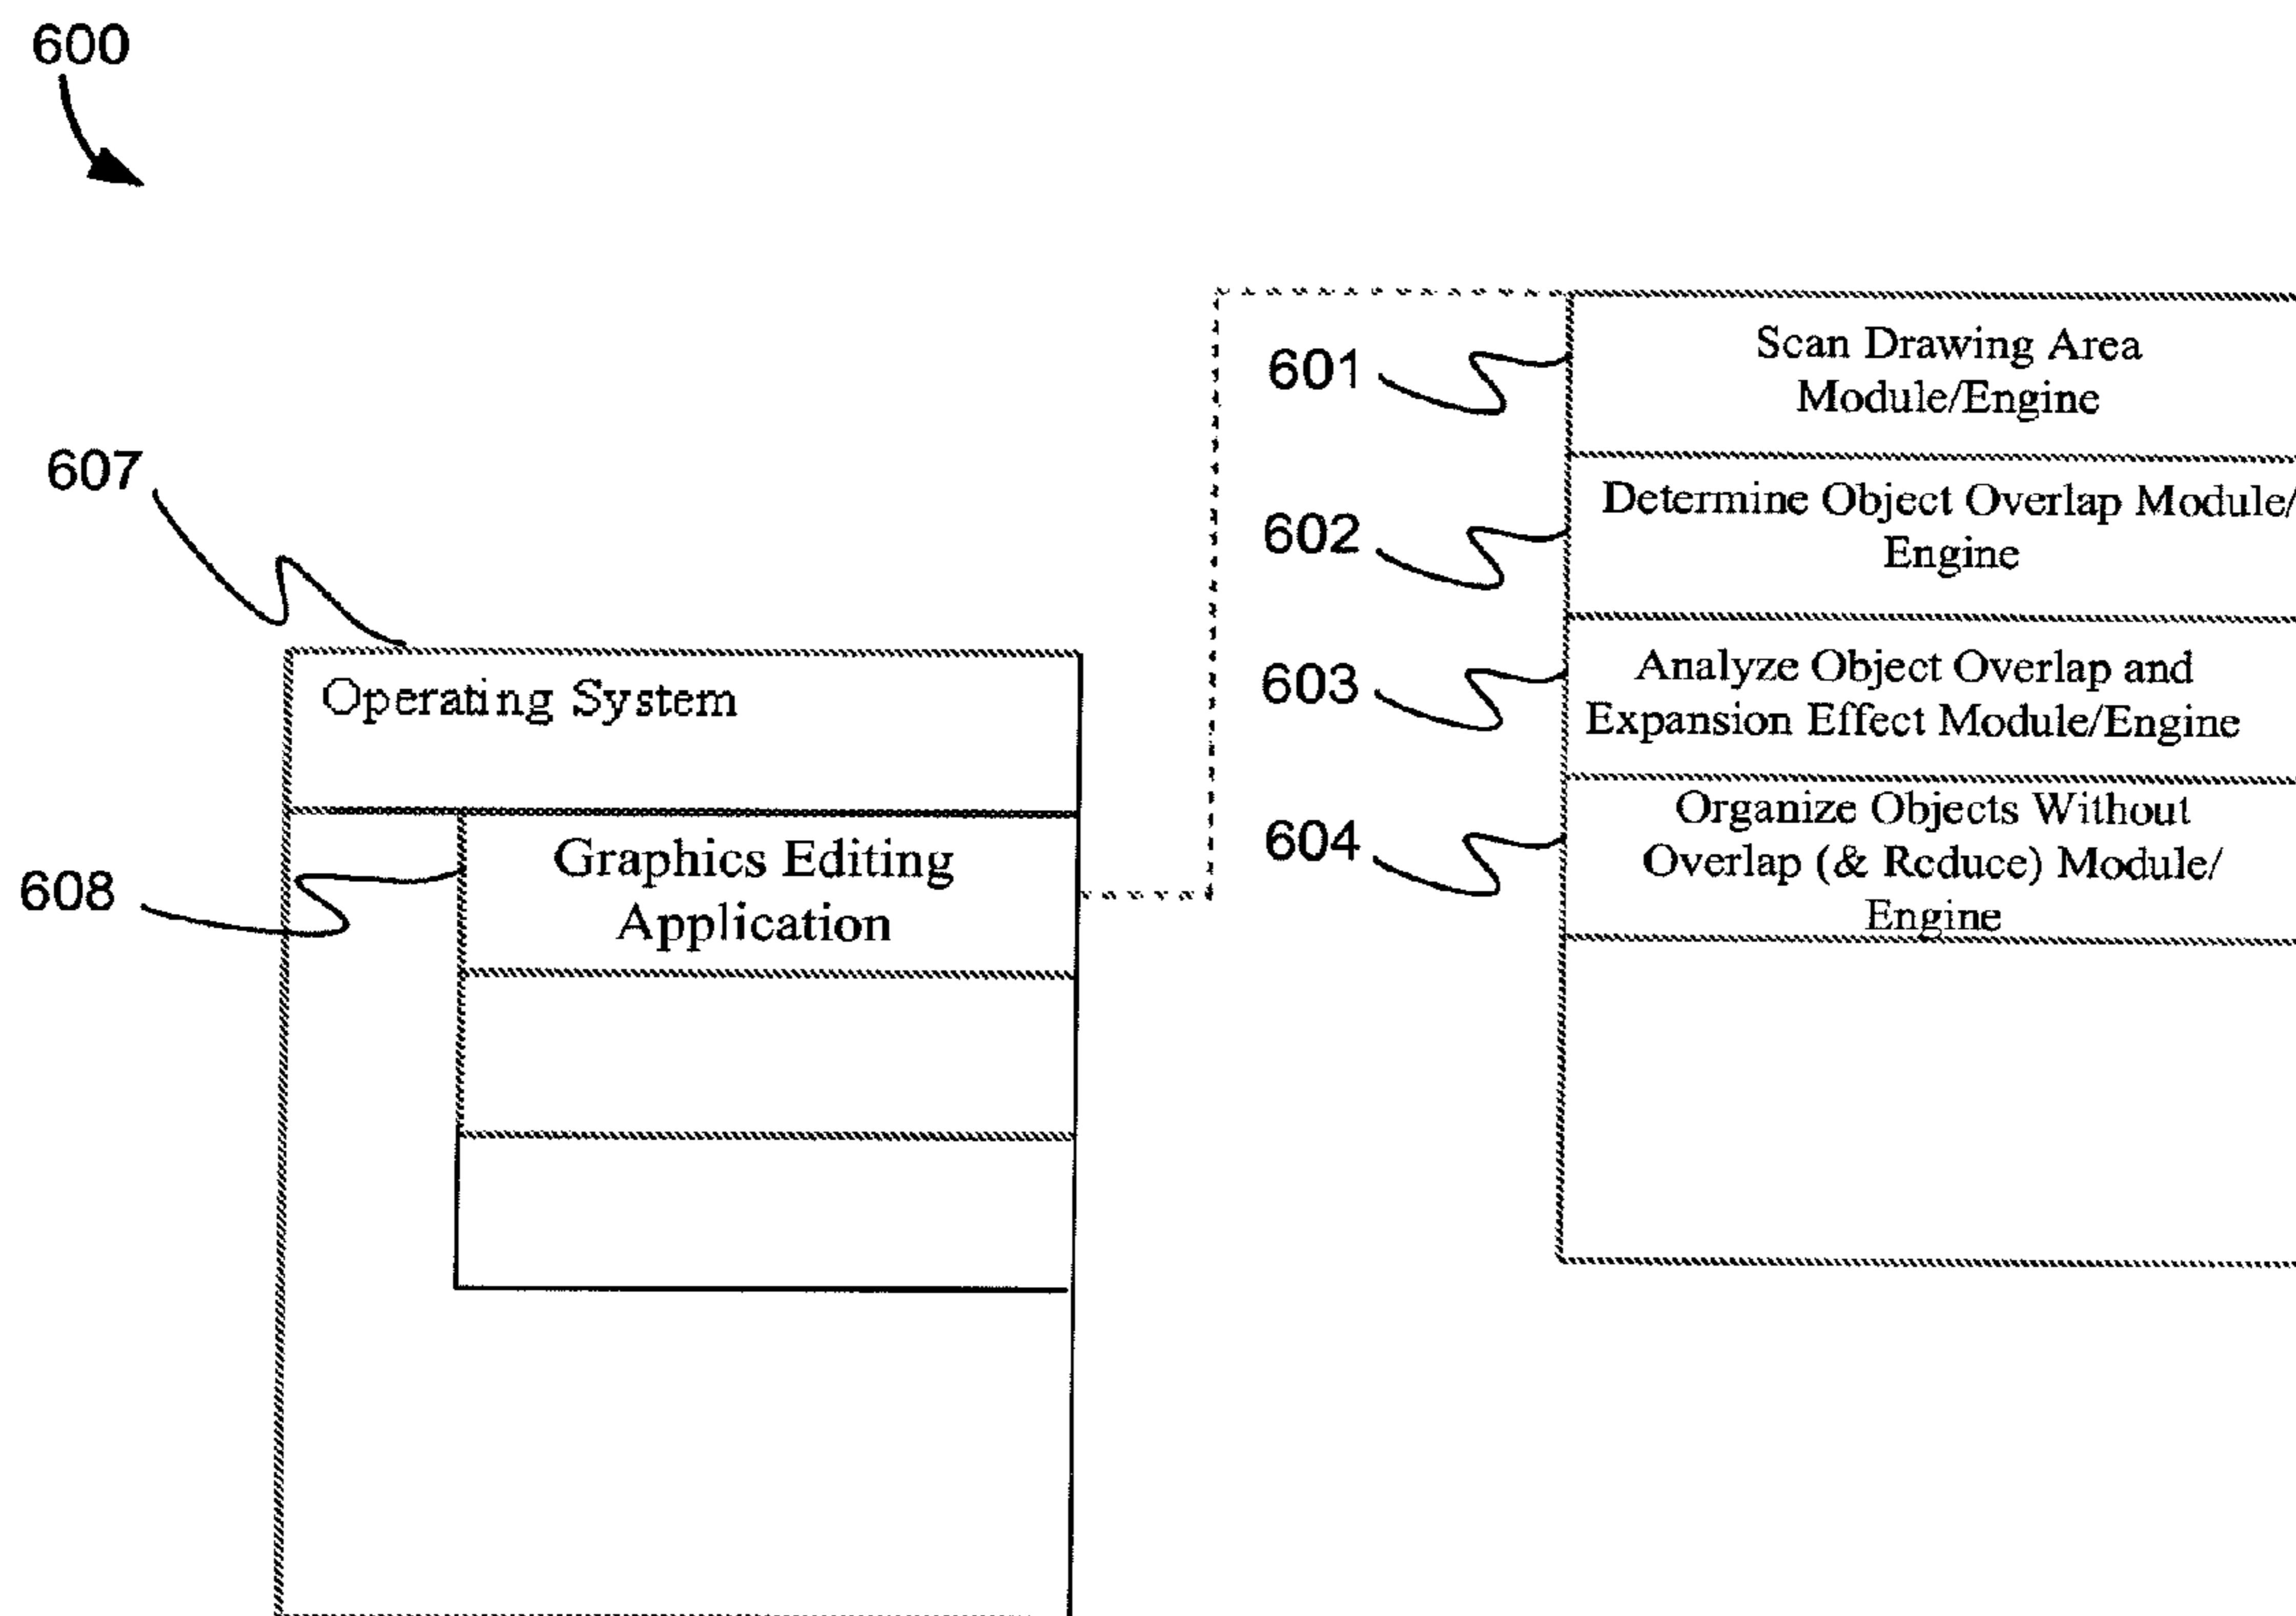 600
601
Scan Drawing Area
Module/Engine
607
602
Determine Object Overlap Module/
Engine
603
Analyze Object Overlap and
Expansion Effect Module/Engine
Operating System
604
Organize Objects Without
Overlap (& Reduce) Module/
Engine
608
Graphics Editing
Application